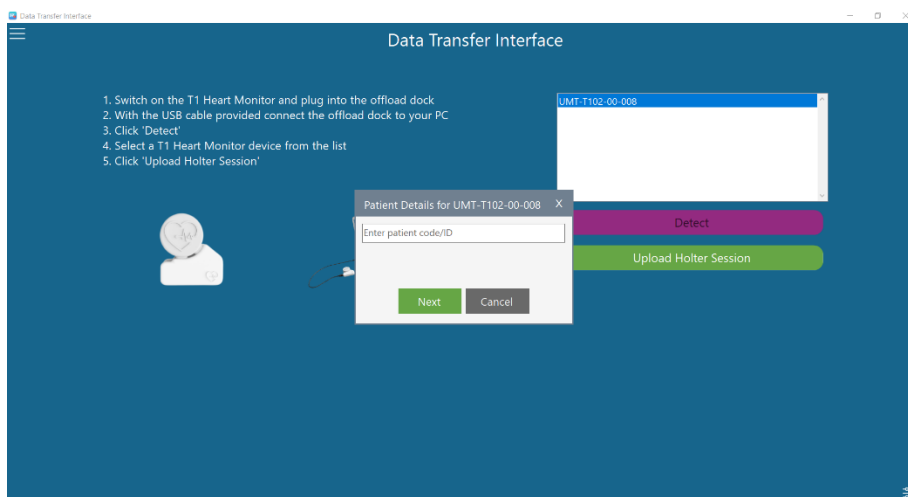 Data Transfer Interface
Data Transfer Interface
1. Switch on the T1 Heart Monitor and plug into the offload dock
2. With the USB cable provided connect the offload dock to your PC
3. Click 'Detect'
4. Select a T1 Heart Monitor device from the list
5. Click 'Upload Holter Session'
UMT-T102-00-008
Patient Details for UMT-T102-00-008 X
Enter patient code/ID
Next Cancel
Detect
Upload Holter Session